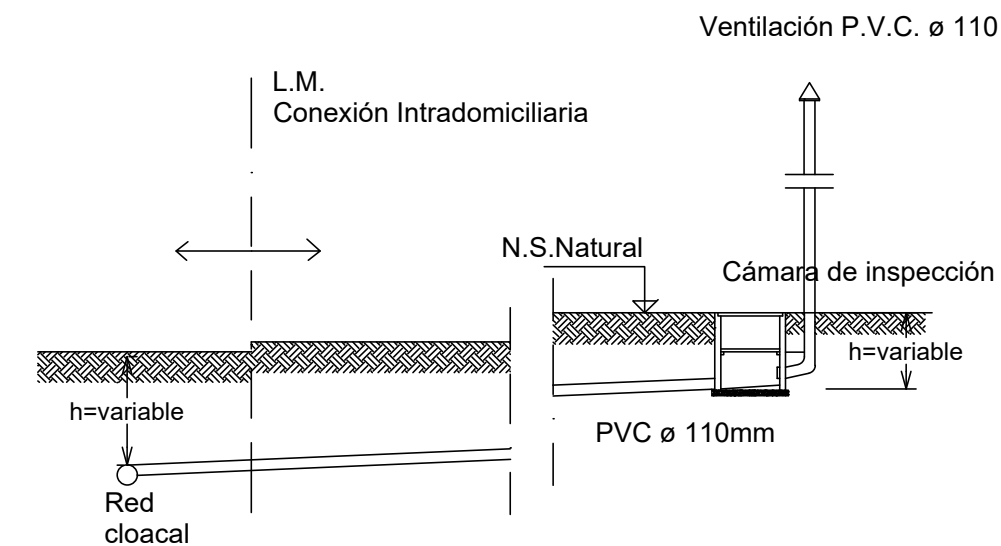 Ventilación P.V.C. ø 110
L.M.
Conexión Intradomiciliaria
N.S.Natural
Cámara de inspección
h=variable
h=variable
PVC ø 110mm
Red
cloacal